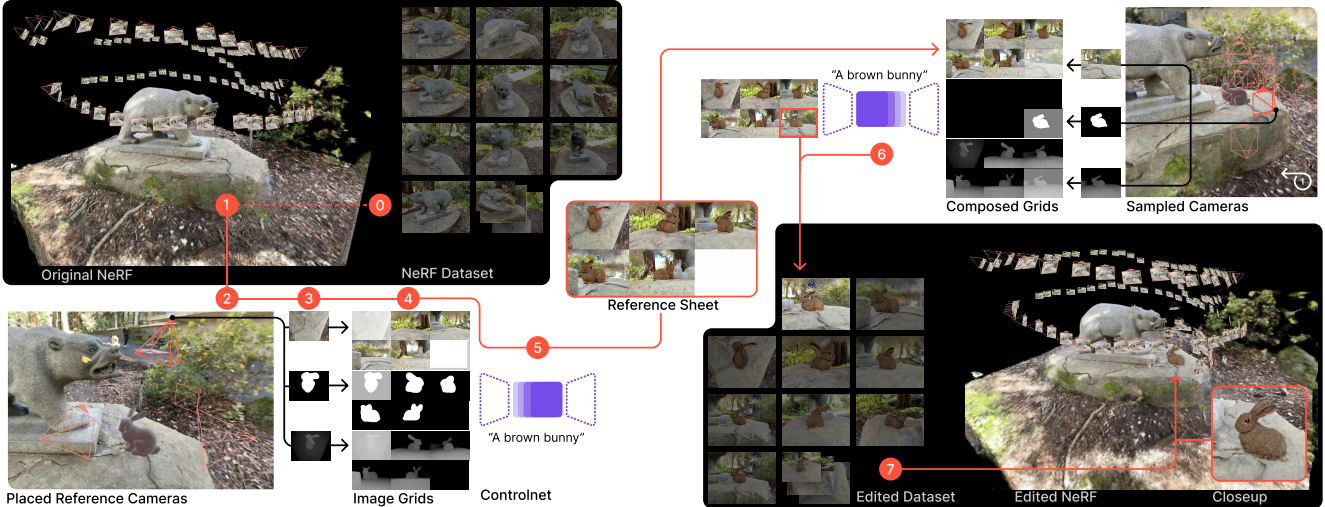 1
0
Original NeRF
NeRF Dataset
2
3
4
5
Placed Reference Cameras
Image Grids
Controlnet
“A brown bunny”
Reference Sheet
“A brown bunny”
6
Composed Grids
Sampled Cameras
1
7
Edited Dataset
Edited NeRF
Closeup